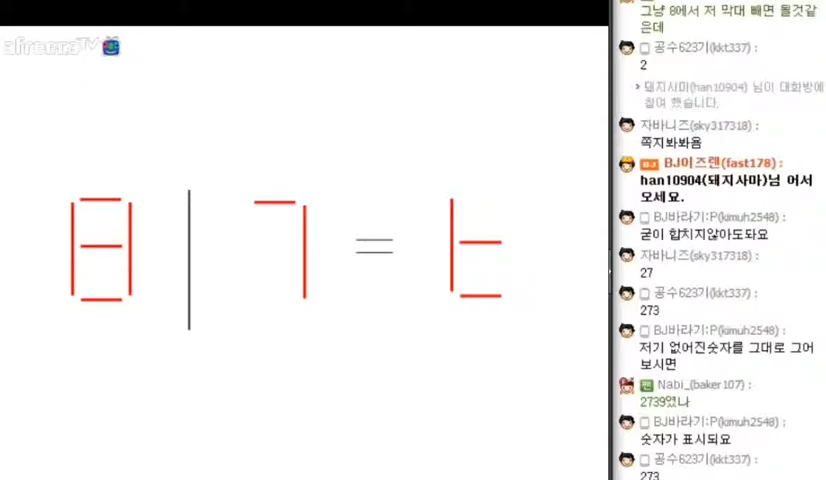 afreecaTV
8 7 = ㅌ
그냥 8에서 저 막대 빼면 될것같
은데
공수623기(kkt337) :
2
돼지사마(han10904) 님이 대화방에
참여 했습니다.
자바니즈(sky317318) :
쪽지봐봐욤
BJ BJ이즈렌(fast178) :
han10904(돼지사마)님 어서
오세요.
BJ바라기:P(kimuh2548) :
굳이 합치지않아도돠요
자바니즈(sky317318) :
27
공수623기(kkt337) :
273
BJ바라기:P(kimuh2548) :
저기 없어진숫자를 그대로 그어
보시면
팬 Nabi_(baker107) :
2739였나
BJ바라기:P(kimuh2548) :
숫자가 표시되요
공수623기(kkt337) :
273